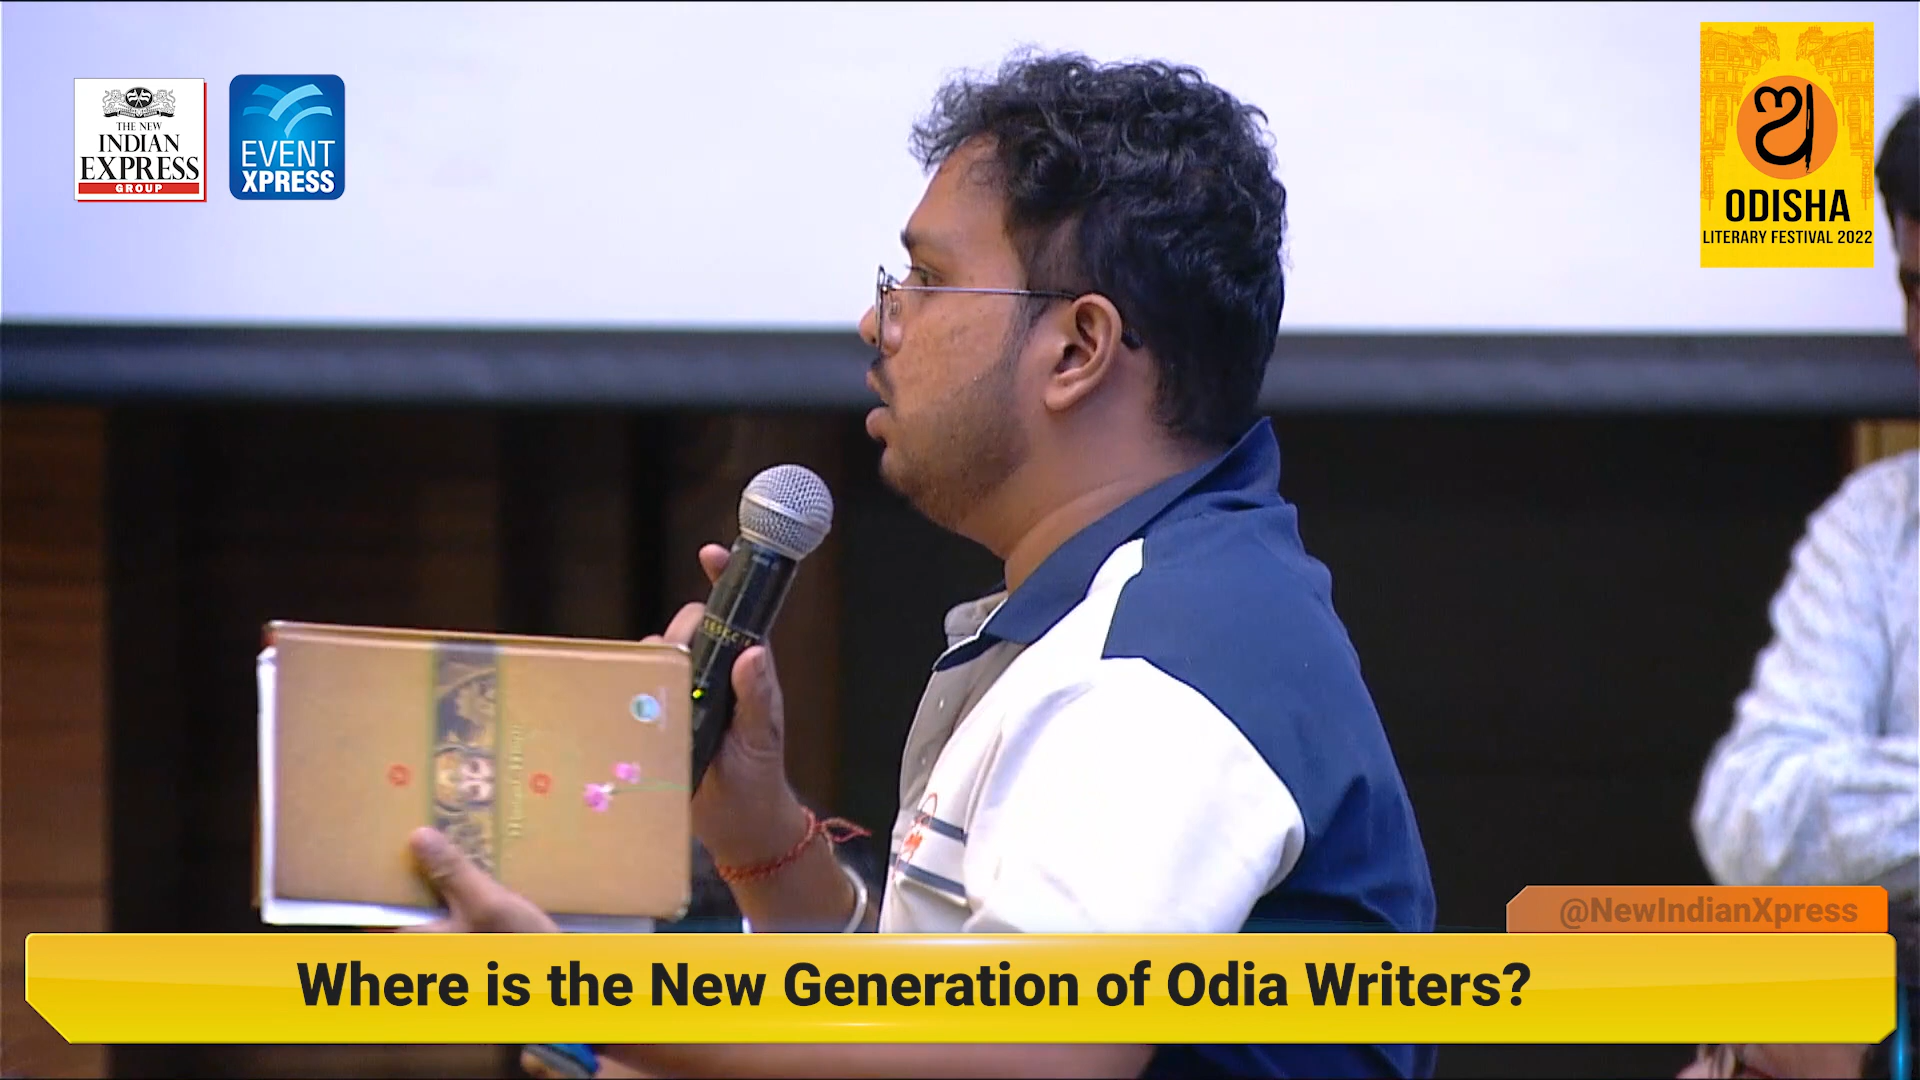 THE NEW
INDIAN
EXPRESS
GROUP
EVENT
XPRESS
ଅ
ODISHA
LITERARY FESTIVAL 2022
@NewIndianXpress
Where is the New Generation of Odia Writers?